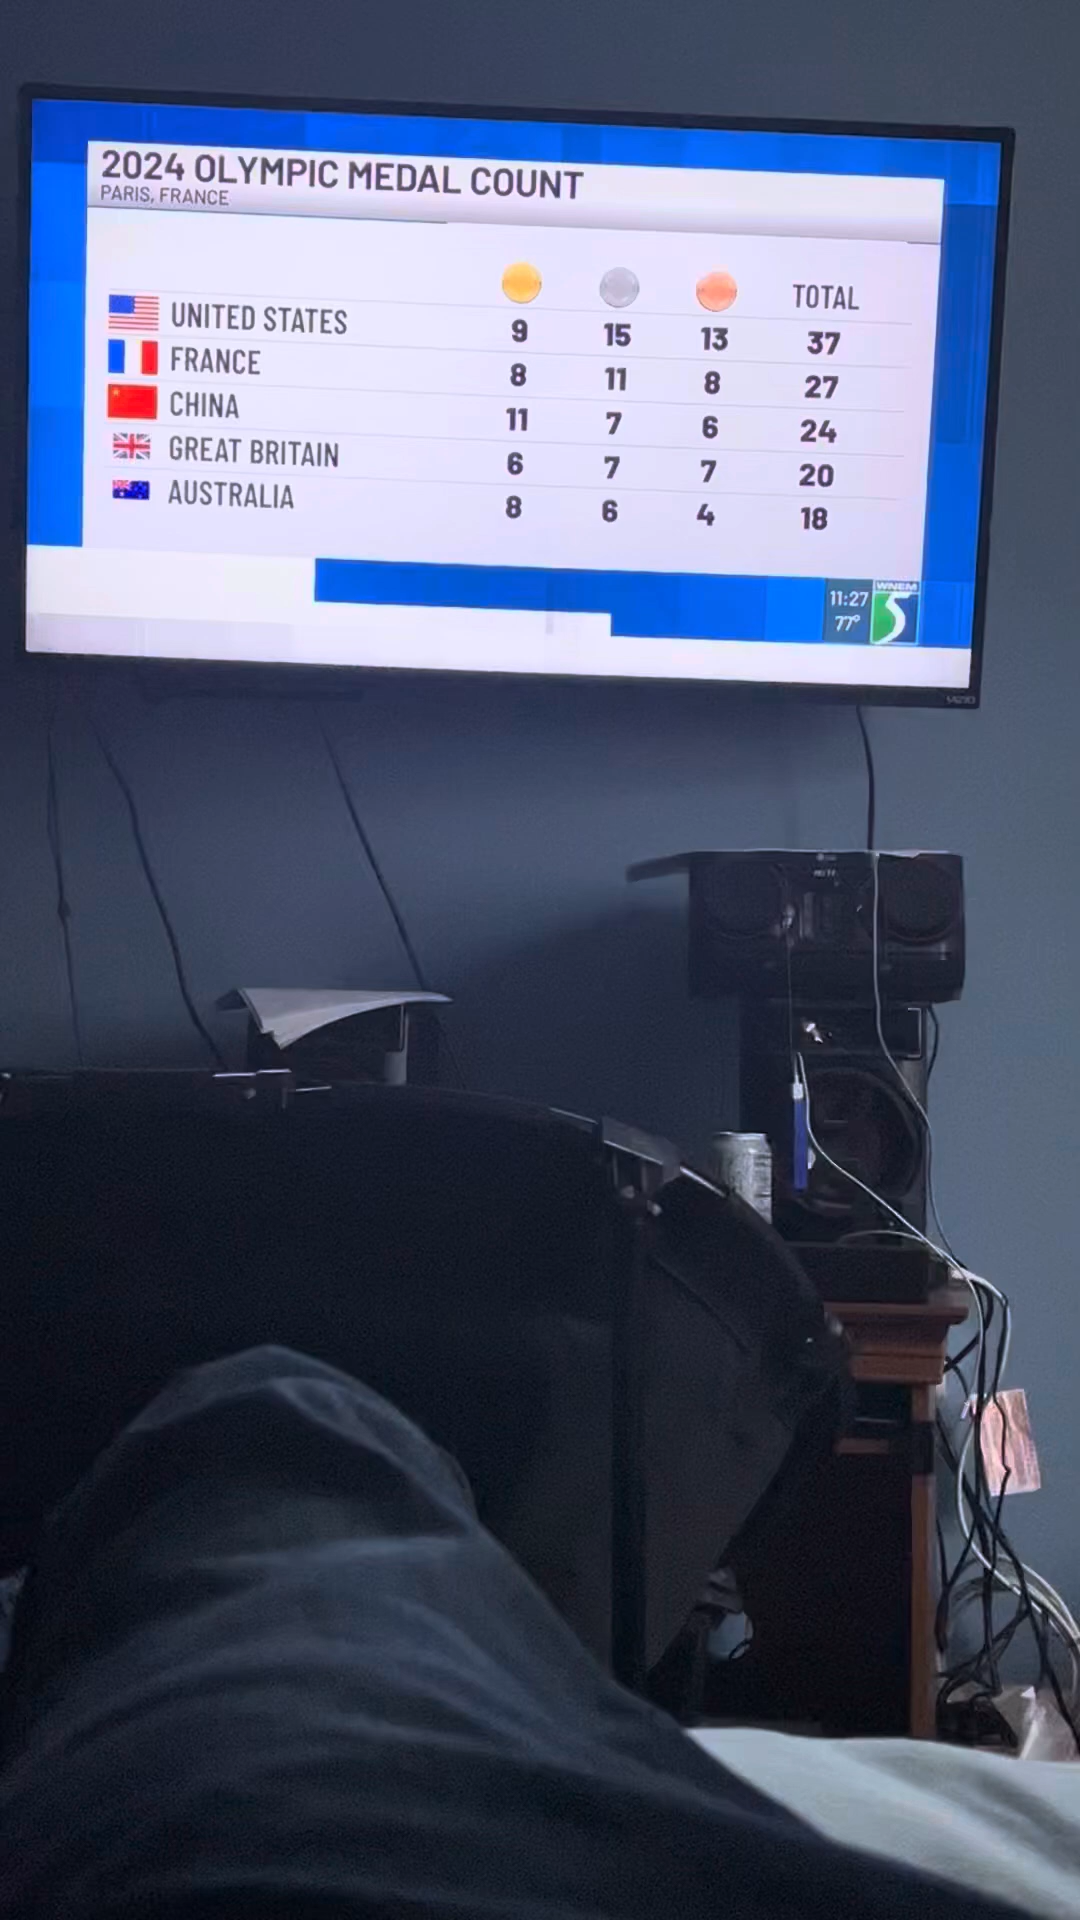 2024 OLYMPIC MEDAL COUNT
PARIS, FRANCE
TOTAL
UNITED STATES 9 15 13 37
FRANCE 8 11 8 27
CHINA 11 7 6 24
GREAT BRITAIN 6 7 7 20
AUSTRALIA 8 6 4 18
11:27
77°
WNEM
5
VIZIO